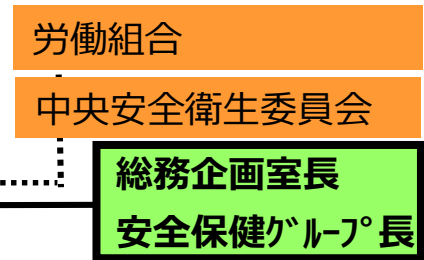 労働組合
中央安全衛生委員会
総務企画室長
安全保健ｸﾞﾙｰﾌﾟ長